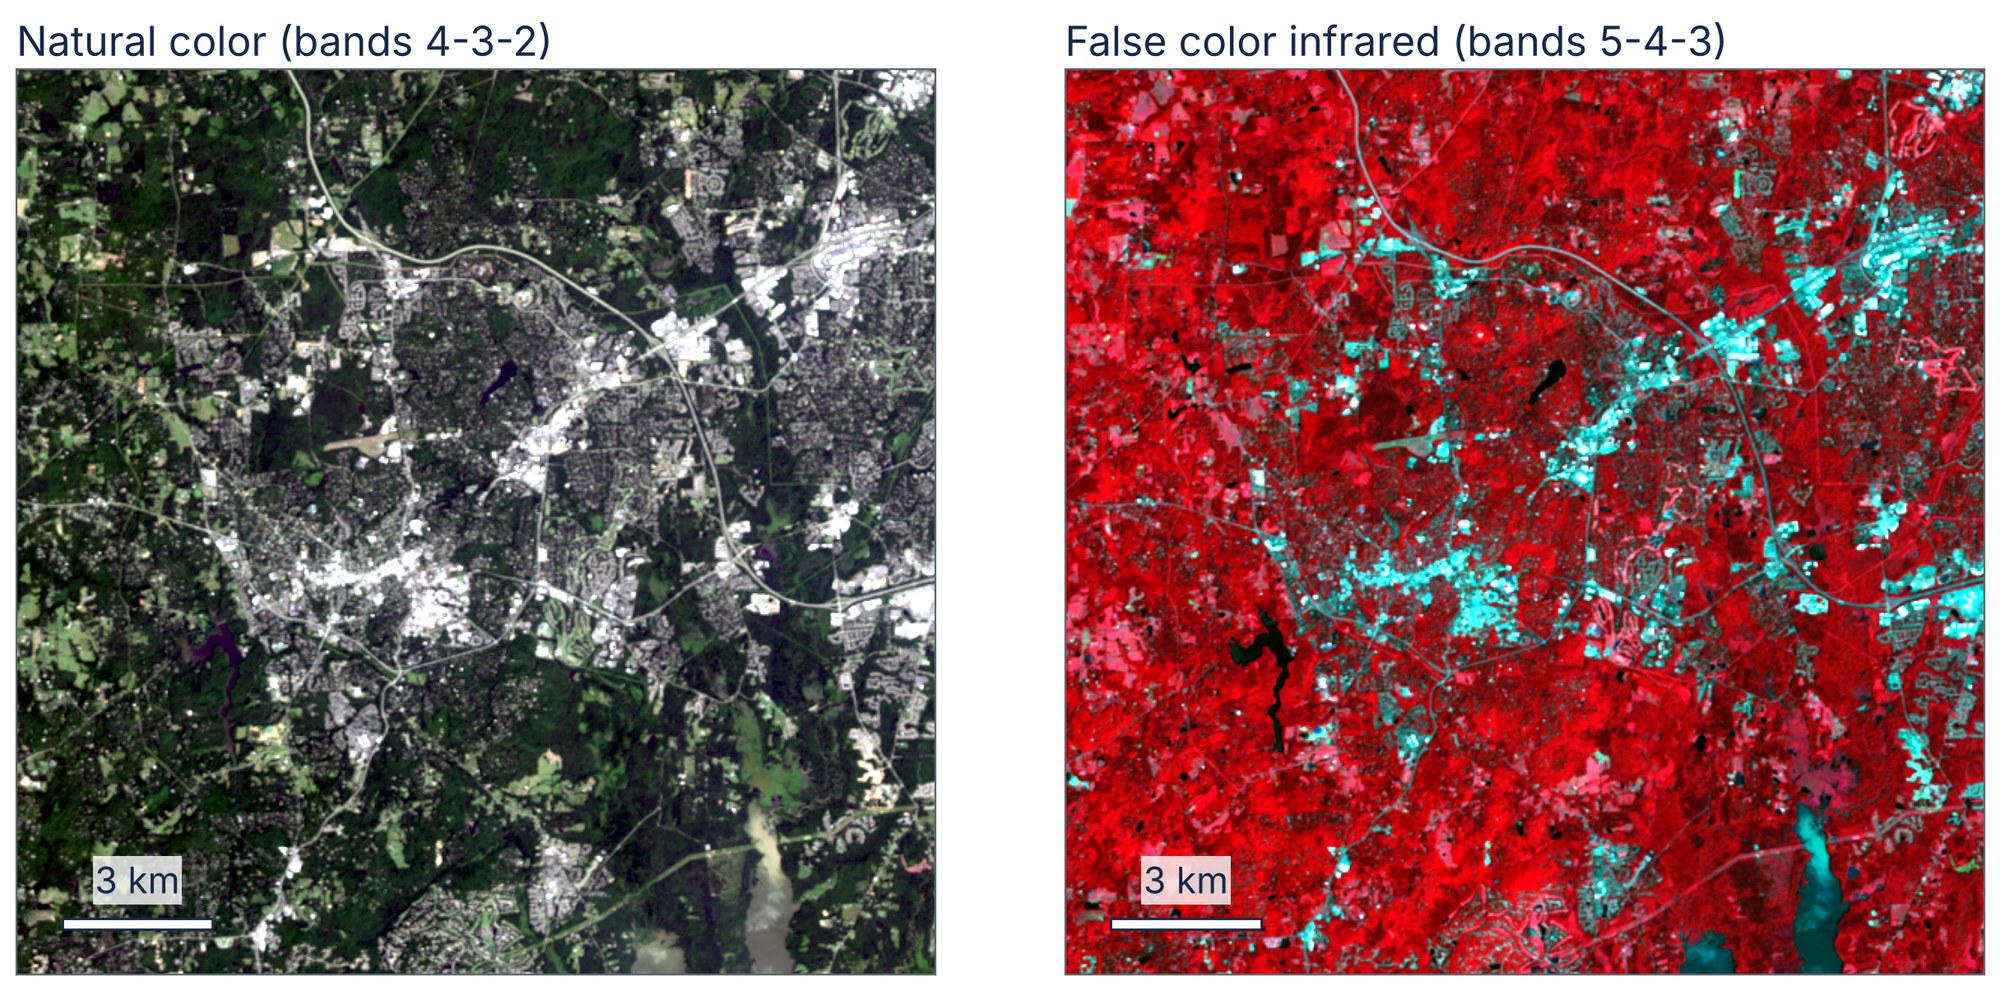 Natural color (bands 4-3-2)
False color infrared (bands 5-4-3)
3 km
3 km